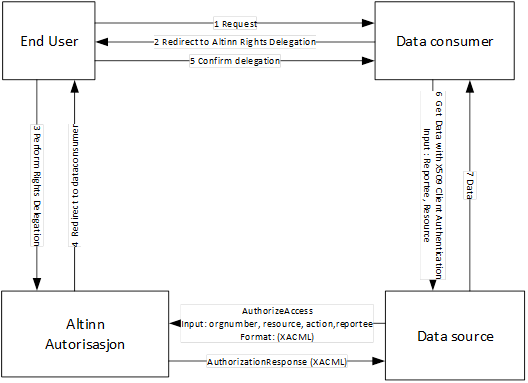 End User
1 Request
2 Redirect to Altinn Rights Delegation
5 Confirm delegation
Data consumer
3 Perform Rights Delegation
4 Redirect to dataconsumer
6 Get Data with X509 Client Authentication
Input : Reportee, Resource
7 Data
Altinn
Autorisasjon
AuthorizeAccess
Input: orgnumber, resource, action,reportee
Format: (XACML)
AuthorizationResponse (XACML)
Data source